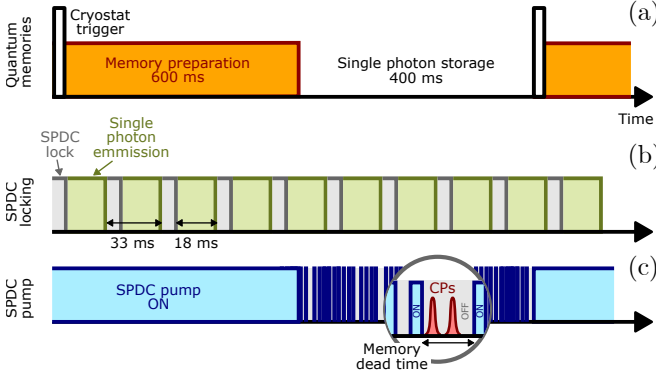 (a)
Quantum
memories
Cryostat
trigger
Memory preparation
600 ms
Single photon storage
400 ms
Time
(b)
SPDC
locking
SPDC
lock
Single
photon
emmission
33 ms
18 ms
(c)
SPDC
pump
SPDC pump
ON
CPs
ON
OFF
ON
Memory
dead time